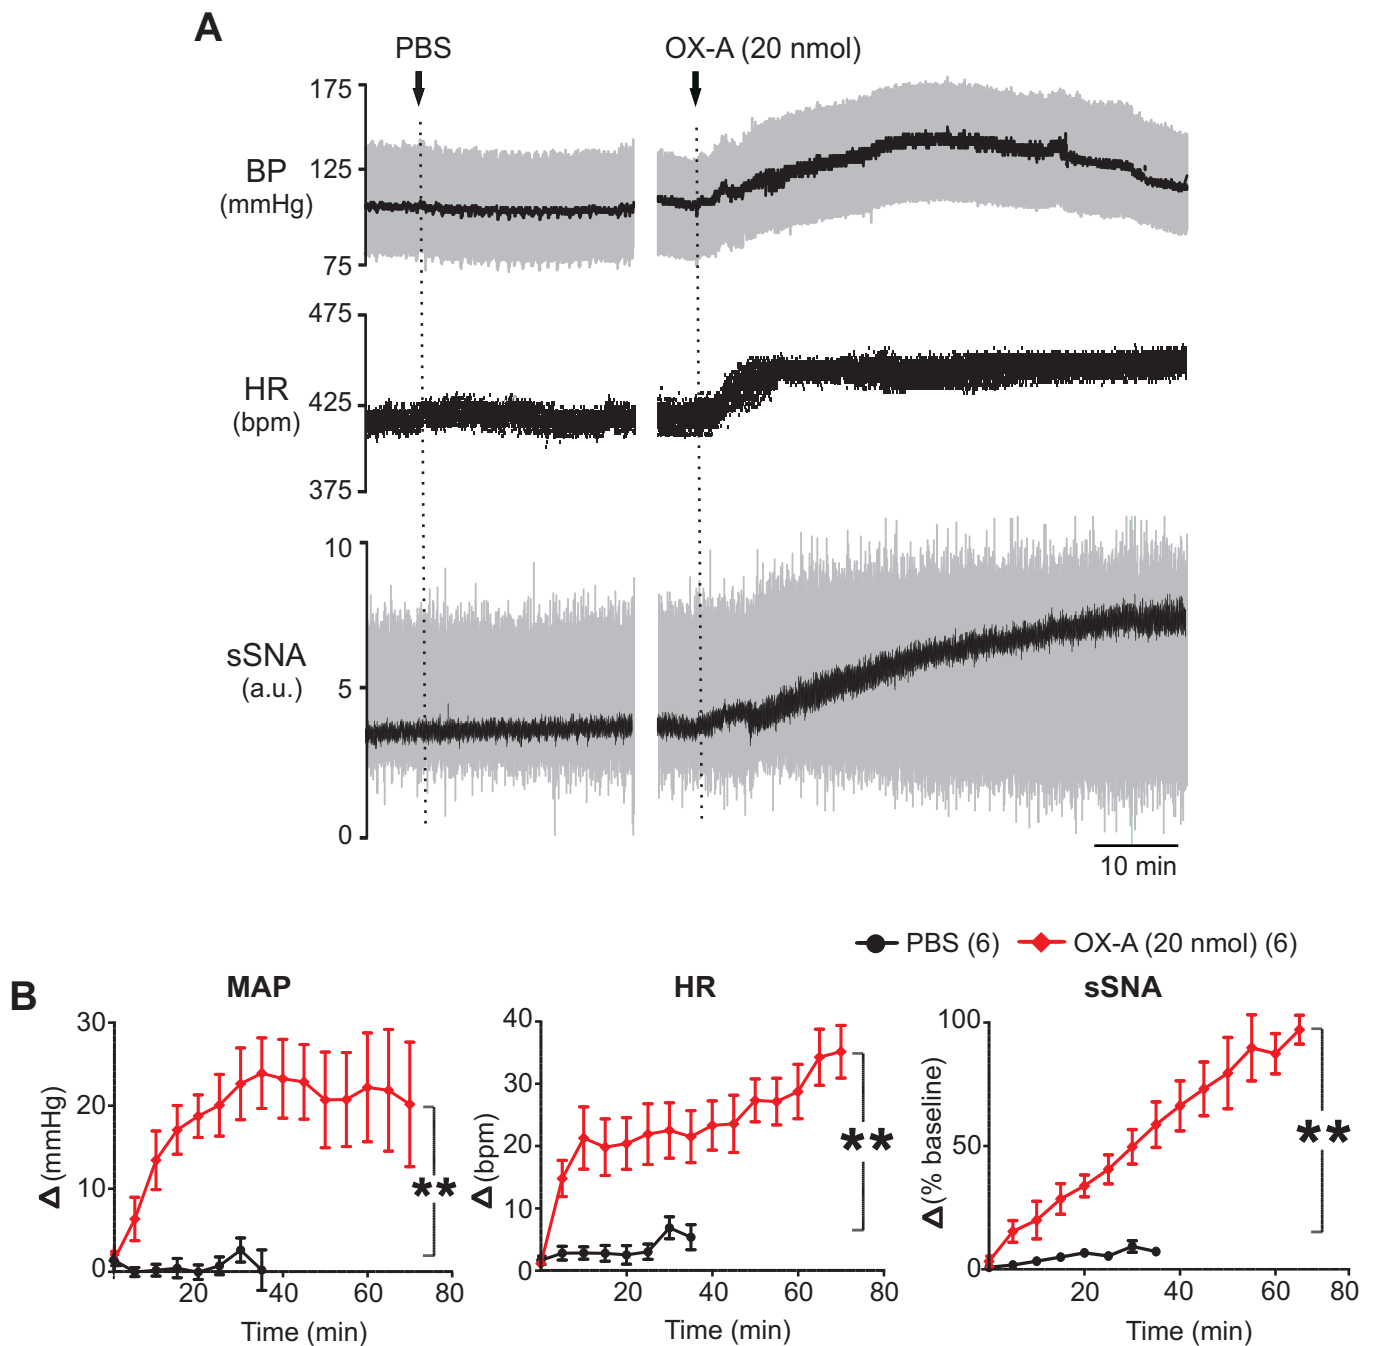 A
PBS
OX-A (20 nmol)
175
BP
125
(mmHg)
75
475
HR
425
(bpm)
375
10
sSNA
(a.u.)
5
0
10 min
PBS (6)
OX-A (20 nmol) (6)
B
MAP
HR
sSNA
30
20
10
0
Δ (mmHg)
20
40
60
80
Time (min)
**
40
30
20
10
0
Δ (bpm)
20
40
60
80
Time (min)
**
100
50
0
Δ (% baseline)
20
40
60
80
Time (min)
**